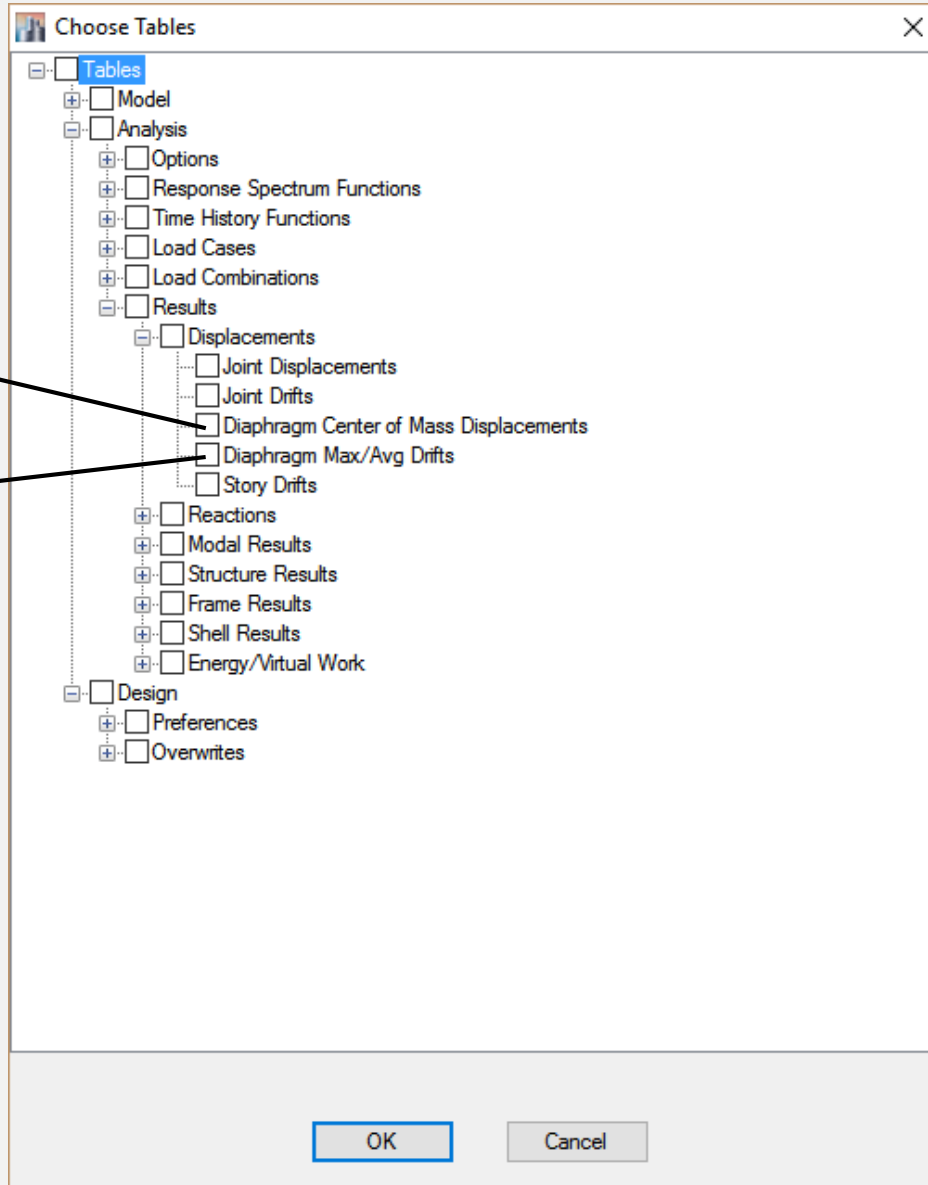 Choose Tables
Tables
Model
Analysis
Options
Response Spectrum Functions
Time History Functions
Load Cases
Load Combinations
Results
Displacements
Joint Displacements
Joint Drifts
Diaphragm Center of Mass Displacements
Diaphragm Max/Avg Drifts
Story Drifts
Reactions
Modal Results
Structure Results
Frame Results
Shell Results
Energy/Virtual Work
Design
Preferences
Overwrites
OK Cancel